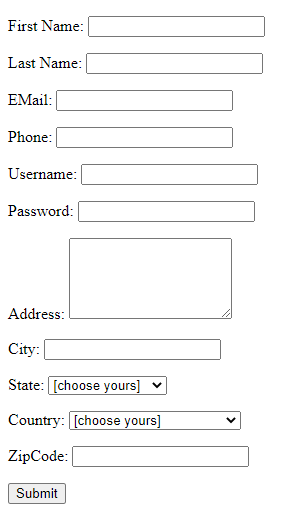 First Name:
Last Name:
EMail:
Phone:
Username:
Password:
Address:
City:
State: [choose yours]
Country: [choose yours]
ZipCode:
Submit